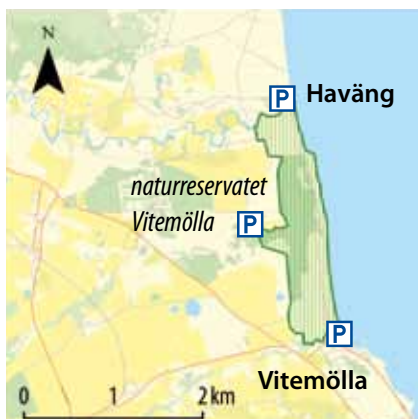 N
P Haväng
naturreservatet
Vitemölla
P
P
Vitemölla
0 1 2 km